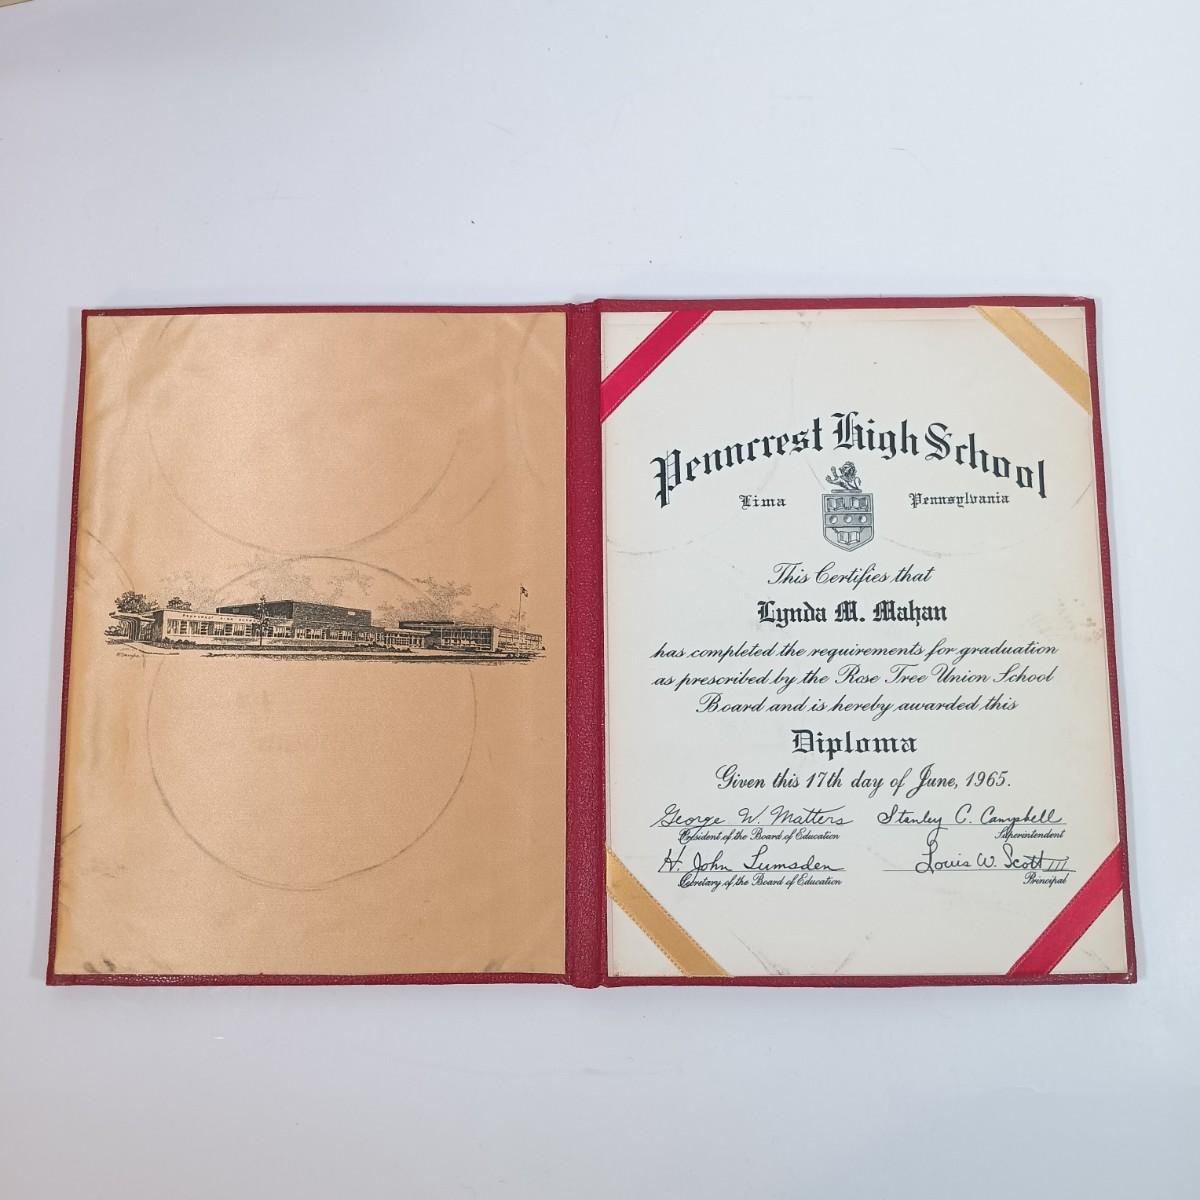 PENNCREST HIGH SCHOOL
Penncrest High School
Lima Pennsylvania
This Certifies that
Lynda M. Mahan
has completed the requirements for graduation
as prescribed by the Rose Tree Union School
Board and is hereby awarded this
Diploma
Given this 17th day of June, 1965.
George W. Matters Stanley C. Campbell
President of the Board of Education Superintendent
H. John Lumsden Louis W. Scott III
Secretary of the Board of Education Principal